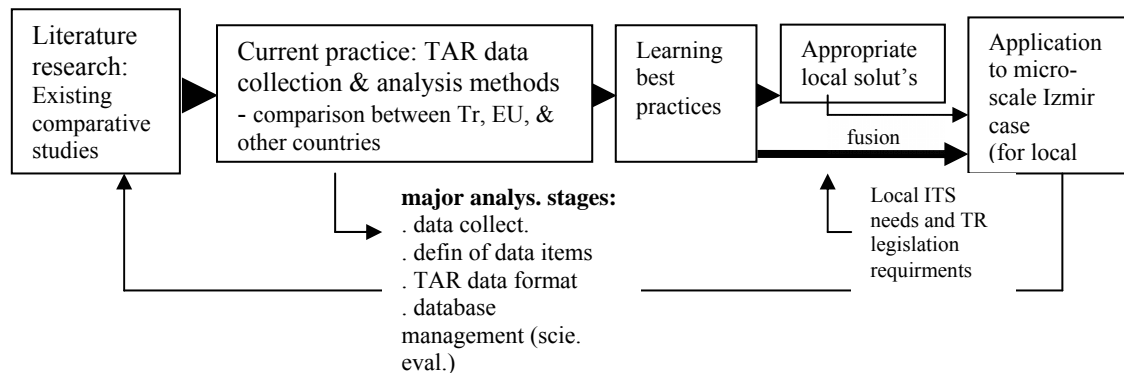 Literature
research:
Existing
comparative
studies
Current practice: TAR data
collection & analysis methods
- comparison between Tr, EU, &
other countries
Learning
best
practices
Appropriate
local solut's
Application
to micro-
scale Izmir
case
(for local
fusion
major analys. stages:
. data collect.
. defin of data items
. TAR data format
. database
management (scie.
eval.)
Local ITS
needs and TR
legislation
requirments